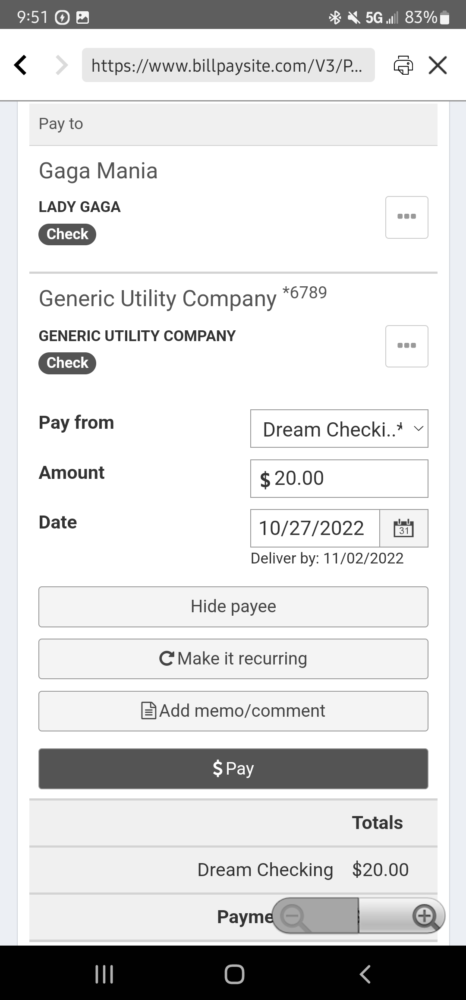 9:51 5G 83%
https://www.billpaysite.com/V3/P...
Pay to
Gaga Mania
LADY GAGA
Check
Generic Utility Company *6789
GENERIC UTILITY COMPANY
Check
Pay from Dream Checki..*
Amount $ 20.00
Date 10/27/2022 31
Deliver by: 11/02/2022
Hide payee
Make it recurring
Add memo/comment
$ Pay
Totals
Dream Checking $20.00